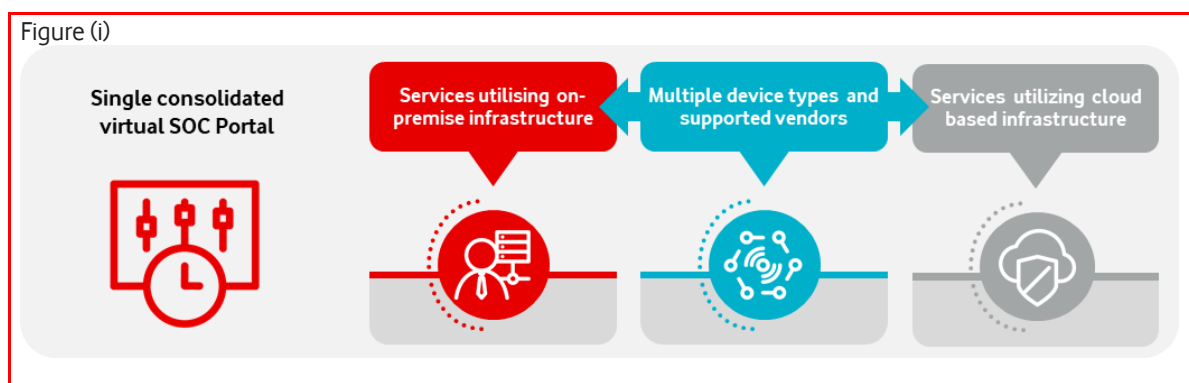 Figure (i)
Single consolidated
virtual SOC Portal
Services utilising on-
premise infrastructure
Multiple device types and
supported vendors
Services utilizing cloud
based infrastructure